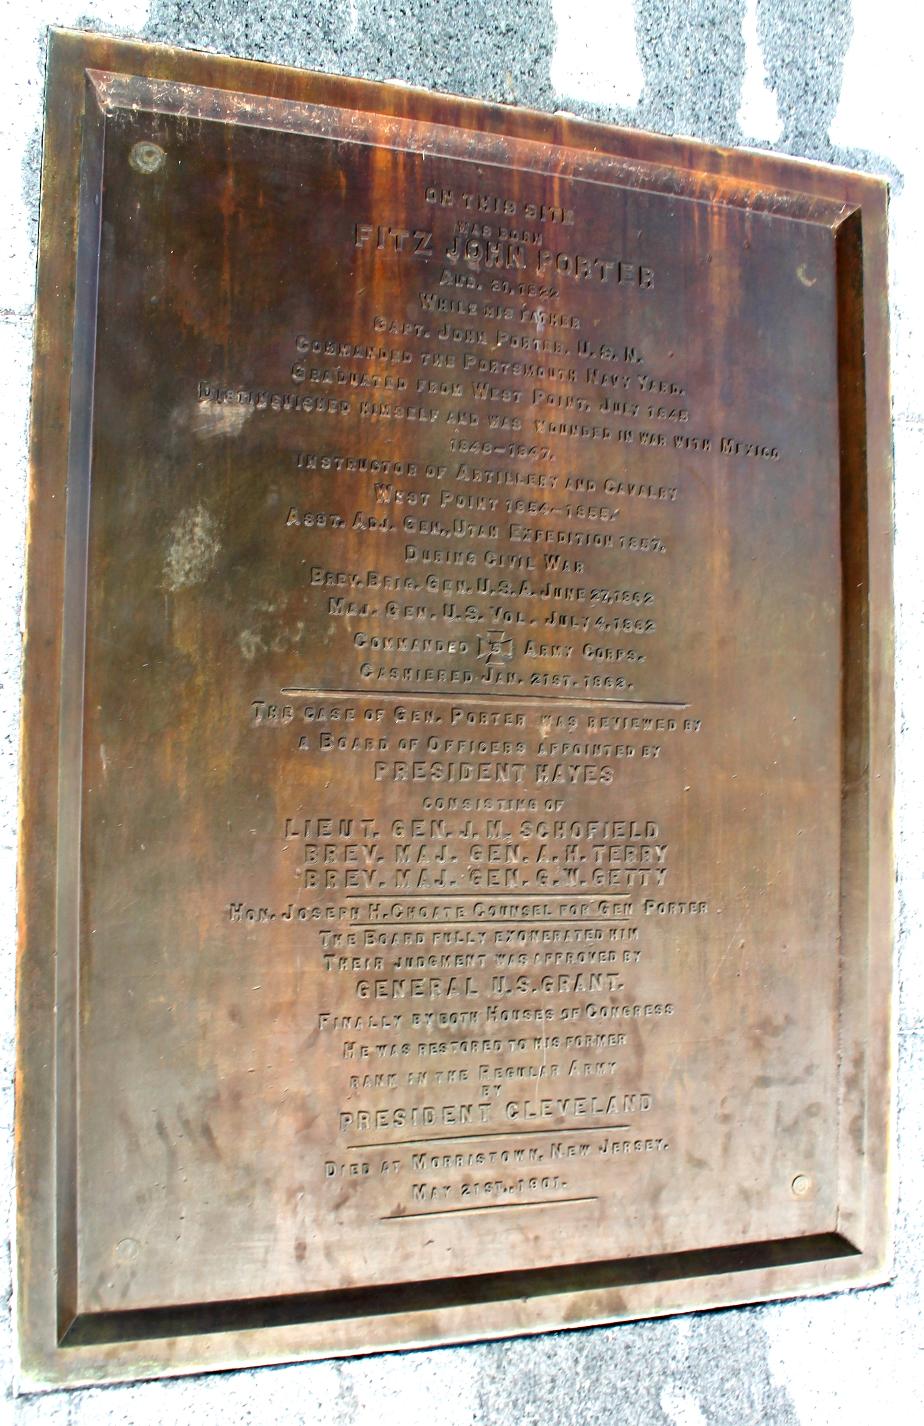 ON THIS SITE
WAS BORN
FITZ JOHN PORTER
AUG. 30. 1822
WHILE HIS FATHER
CAPT. JOHN PORTER. U.S.N.
COMMANDED THE PORTSMOUTH NAVY YARD.
GRADUATED FROM WEST POINT, JULY 1845
DISTINGUISHED HIMSELF AND WAS WOUNDED IN WAR WITH MEXICO
1846-1847.
INSTRUCTOR OF ARTILLERY AND CAVALRY
WEST POINT 1854-1855.
ASST. ADJ. GEN. UTAH EXPEDITION 1857.
DURING CIVIL WAR
BREV. BRIG. GEN. U.S.A. JUNE 27, 1862
MAJ. GEN. U.S. VOL. JULY 4, 1862
COMMANDED 5 ARMY CORPS.
CASHIERED JAN. 21ST. 1862.
THE CASE OF GEN. PORTER WAS REVIEWED BY
A BOARD OF OFFICERS APPOINTED BY
PRESIDENT HAYES
CONSISTING OF
LIEUT. GEN. J.M. SCHOFIELD
BREV. MAJ. GEN. A.H. TERRY
BREV. MAJ. GEN. G.W. GETTY
HON. JOSEPH H. CHOATE COUNSEL FOR GEN PORTER
THE BOARD FULLY EXONERATED HIM
THEIR JUDGMENT WAS APPROVED BY
GENERAL U.S. GRANT.
FINALLY BY BOTH HOUSES OF CONGRESS
HE WAS RESTORED TO HIS FORMER
RANK IN THE REGULAR ARMY
BY
PRESIDENT CLEVELAND
DIED AT MORRISTOWN. NEW JERSEY.
MAY 21ST., 1901.